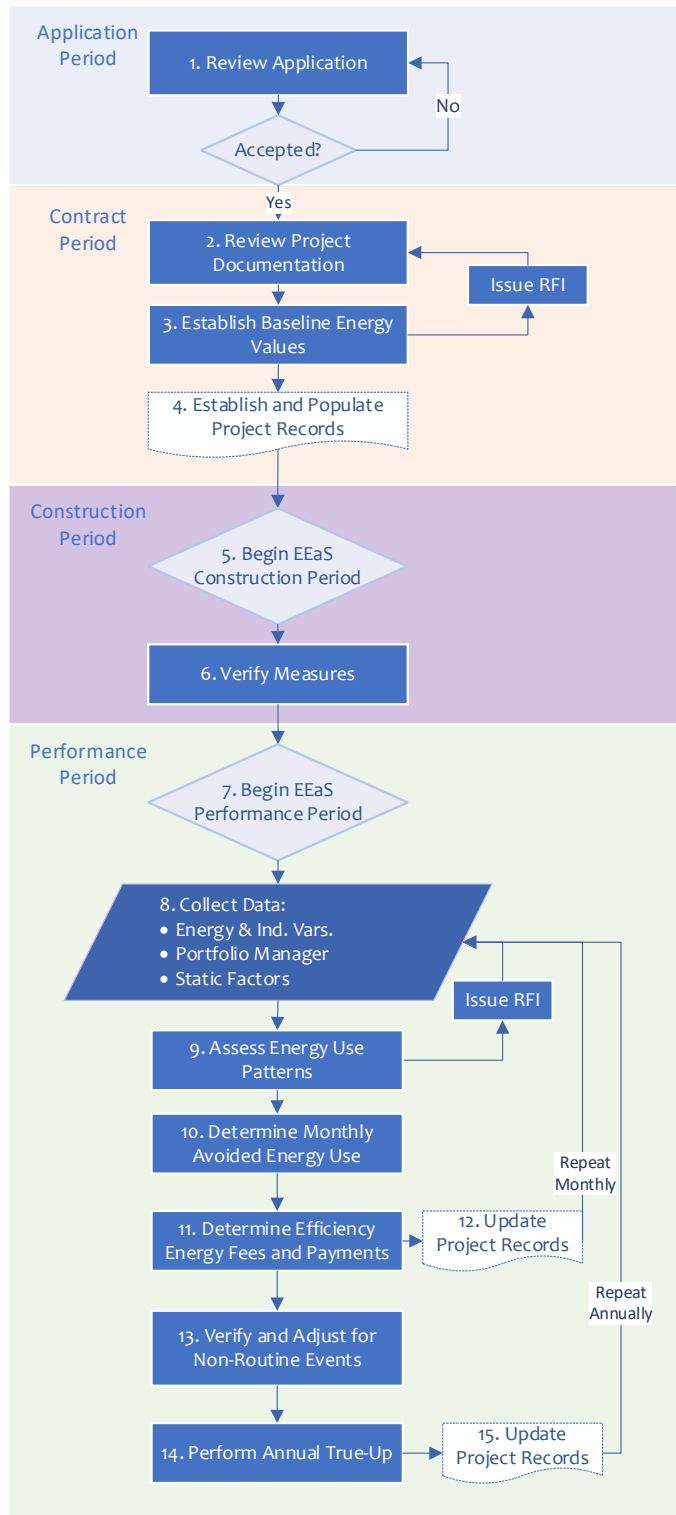 Application
Period
1. Review Application
No
Accepted?
Yes
Contract
Period
2. Review Project
Documentation
Issue RFI
3. Establish Baseline Energy
Values
4. Establish and Populate
Project Records
Construction
Period
5. Begin EEaS
Construction Period
6. Verify Measures
Performance
Period
7. Begin EEaS
Performance Period
8. Collect Data:
• Energy & Ind. Vars.
• Portfolio Manager
• Static Factors
Issue RFI
9. Assess Energy Use
Patterns
10. Determine Monthly
Avoided Energy Use
Repeat
Monthly
11. Determine Efficiency
Energy Fees and Payments
12. Update
Project Records
Repeat
Annually
13. Verify and Adjust for
Non-Routine Events
14. Perform Annual True-Up
15. Update
Project Records